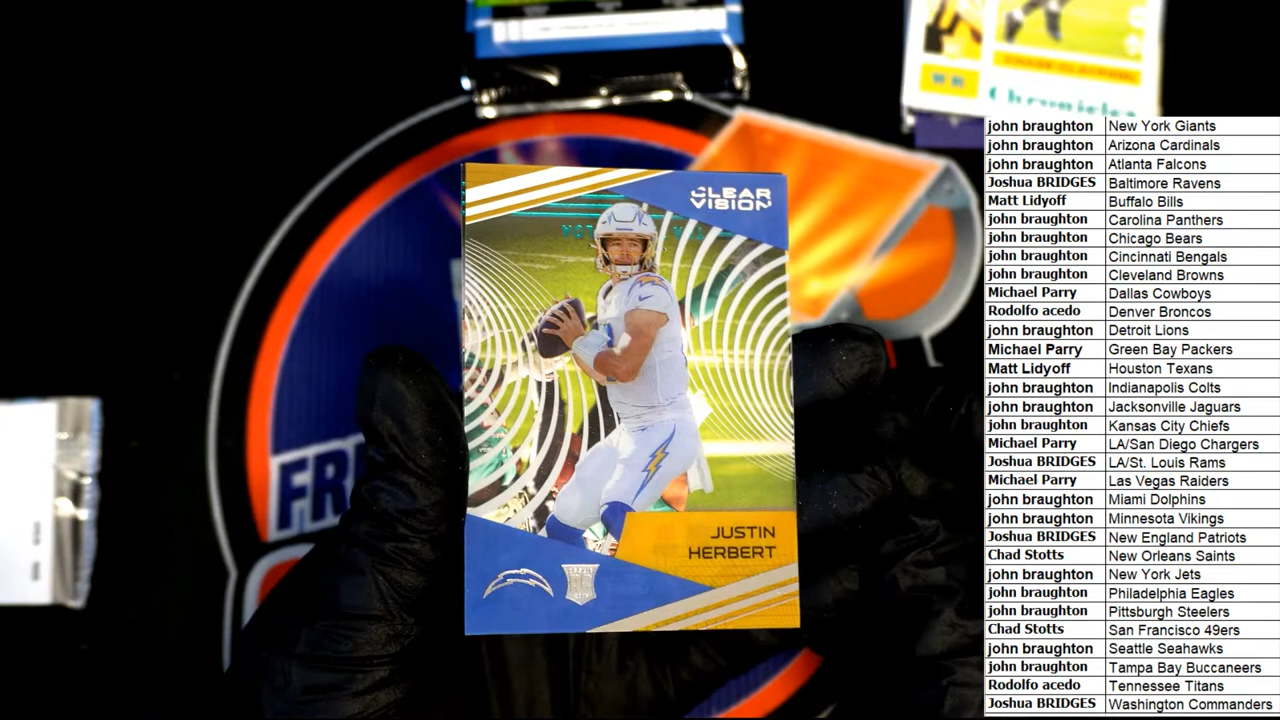 CLEAR
VISION
JUSTIN
HERBERT
RC
FR
Chronicles
john braughton New York Giants
john braughton Arizona Cardinals
john braughton Atlanta Falcons
Joshua BRIDGES Baltimore Ravens
Matt Lidyoff Buffalo Bills
john braughton Carolina Panthers
john braughton Chicago Bears
john braughton Cincinnati Bengals
john braughton Cleveland Browns
Michael Parry Dallas Cowboys
Rodolfo acedo Denver Broncos
john braughton Detroit Lions
Michael Parry Green Bay Packers
Matt Lidyoff Houston Texans
john braughton Indianapolis Colts
john braughton Jacksonville Jaguars
john braughton Kansas City Chiefs
Michael Parry LA/San Diego Chargers
Joshua BRIDGES LA/St. Louis Rams
Michael Parry Las Vegas Raiders
john braughton Miami Dolphins
john braughton Minnesota Vikings
Joshua BRIDGES New England Patriots
Chad Stotts New Orleans Saints
john braughton New York Jets
john braughton Philadelphia Eagles
john braughton Pittsburgh Steelers
Chad Stotts San Francisco 49ers
john braughton Seattle Seahawks
john braughton Tampa Bay Buccaneers
Rodolfo acedo Tennessee Titans
Joshua BRIDGES Washington Commanders